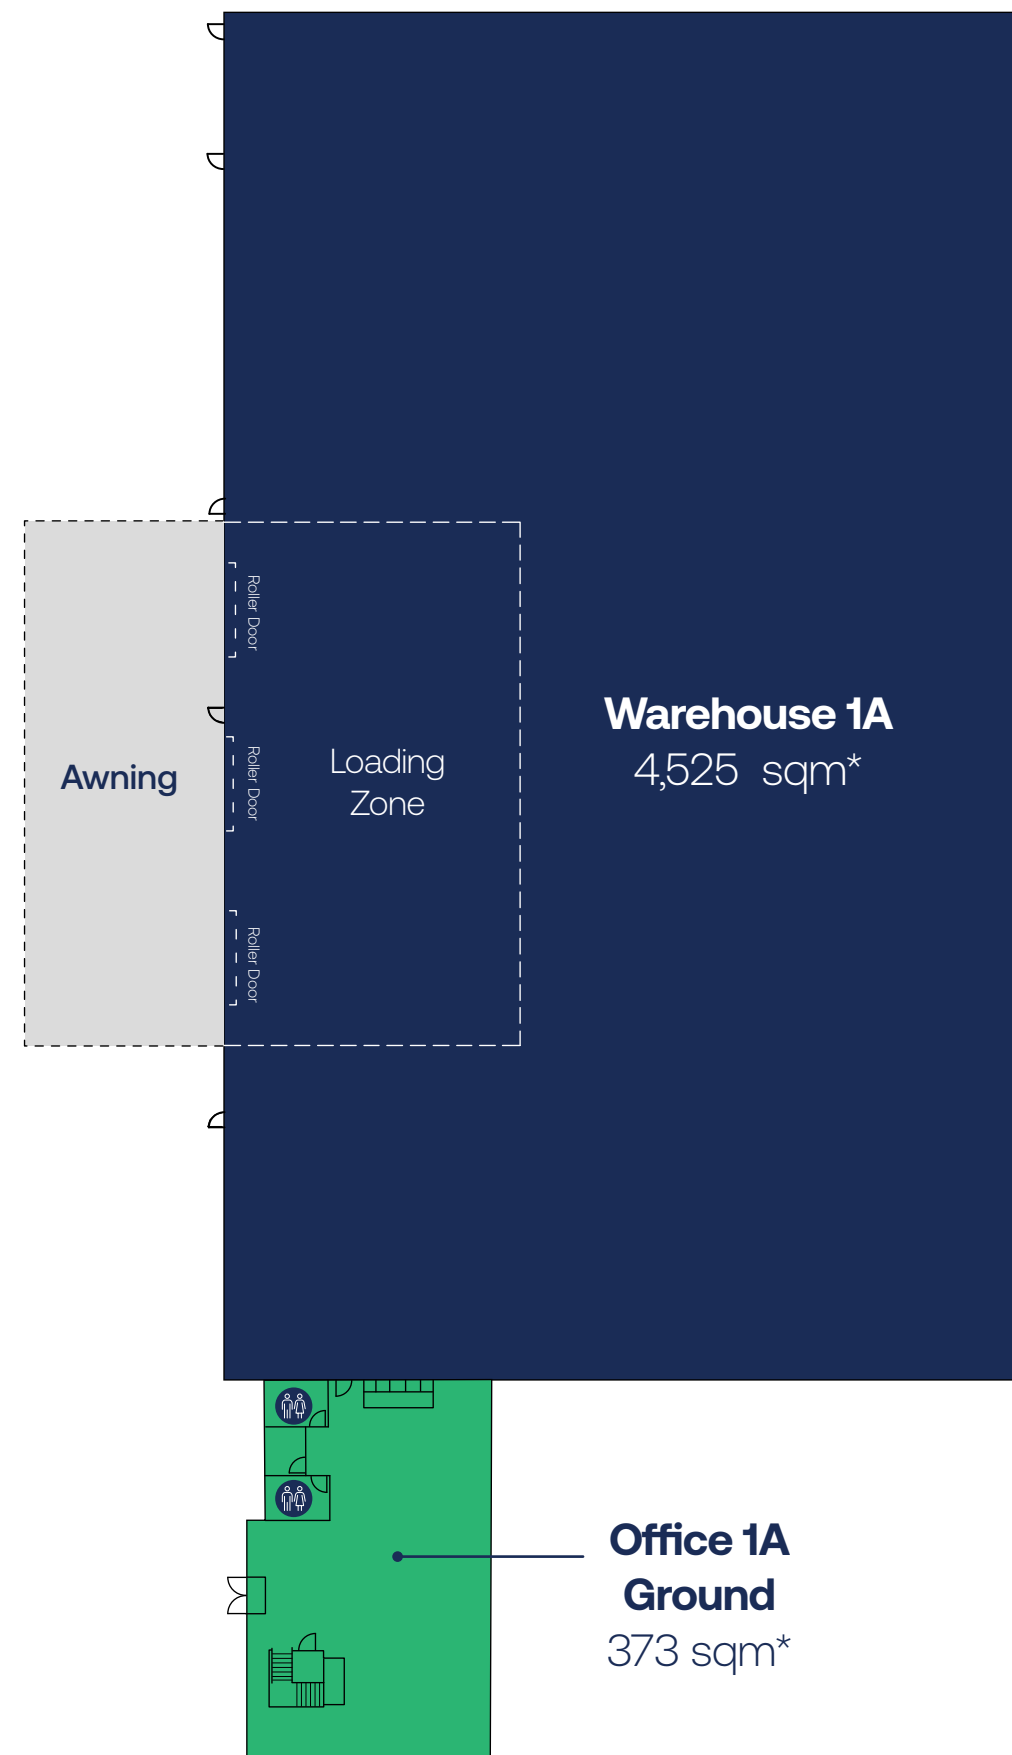 Roller Door
Warehouse 1A
4,525 sqm*
Awning
Loading
Zone
Roller Door
Roller Door
Office 1A
Ground
373 sqm*